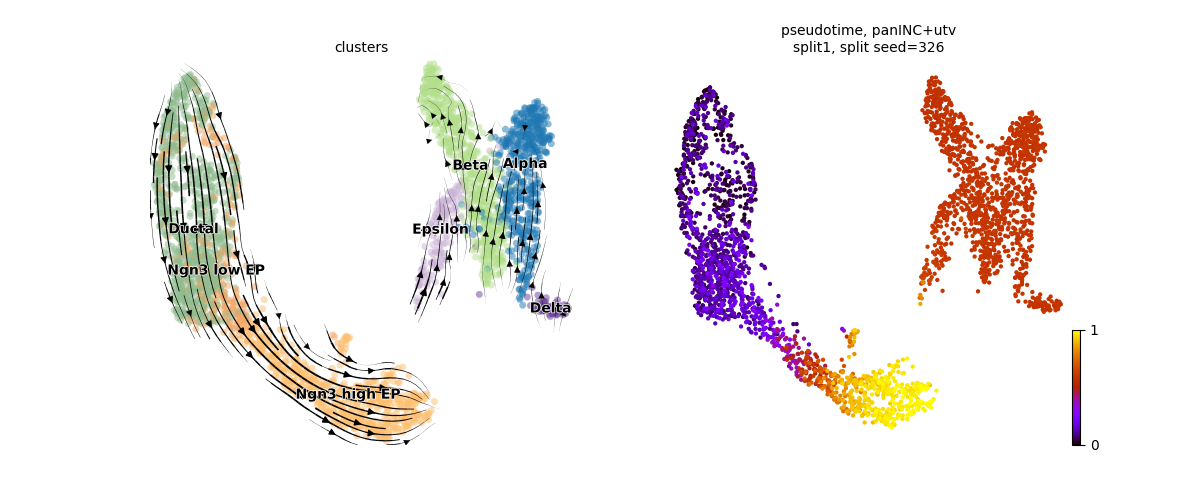 clusters
Ductal
Ngn3 low EP
Ngn3 high EP
Beta
Alpha
Epsilon
Delta
pseudotime, panINC+utv
split1, split seed=326
1
0